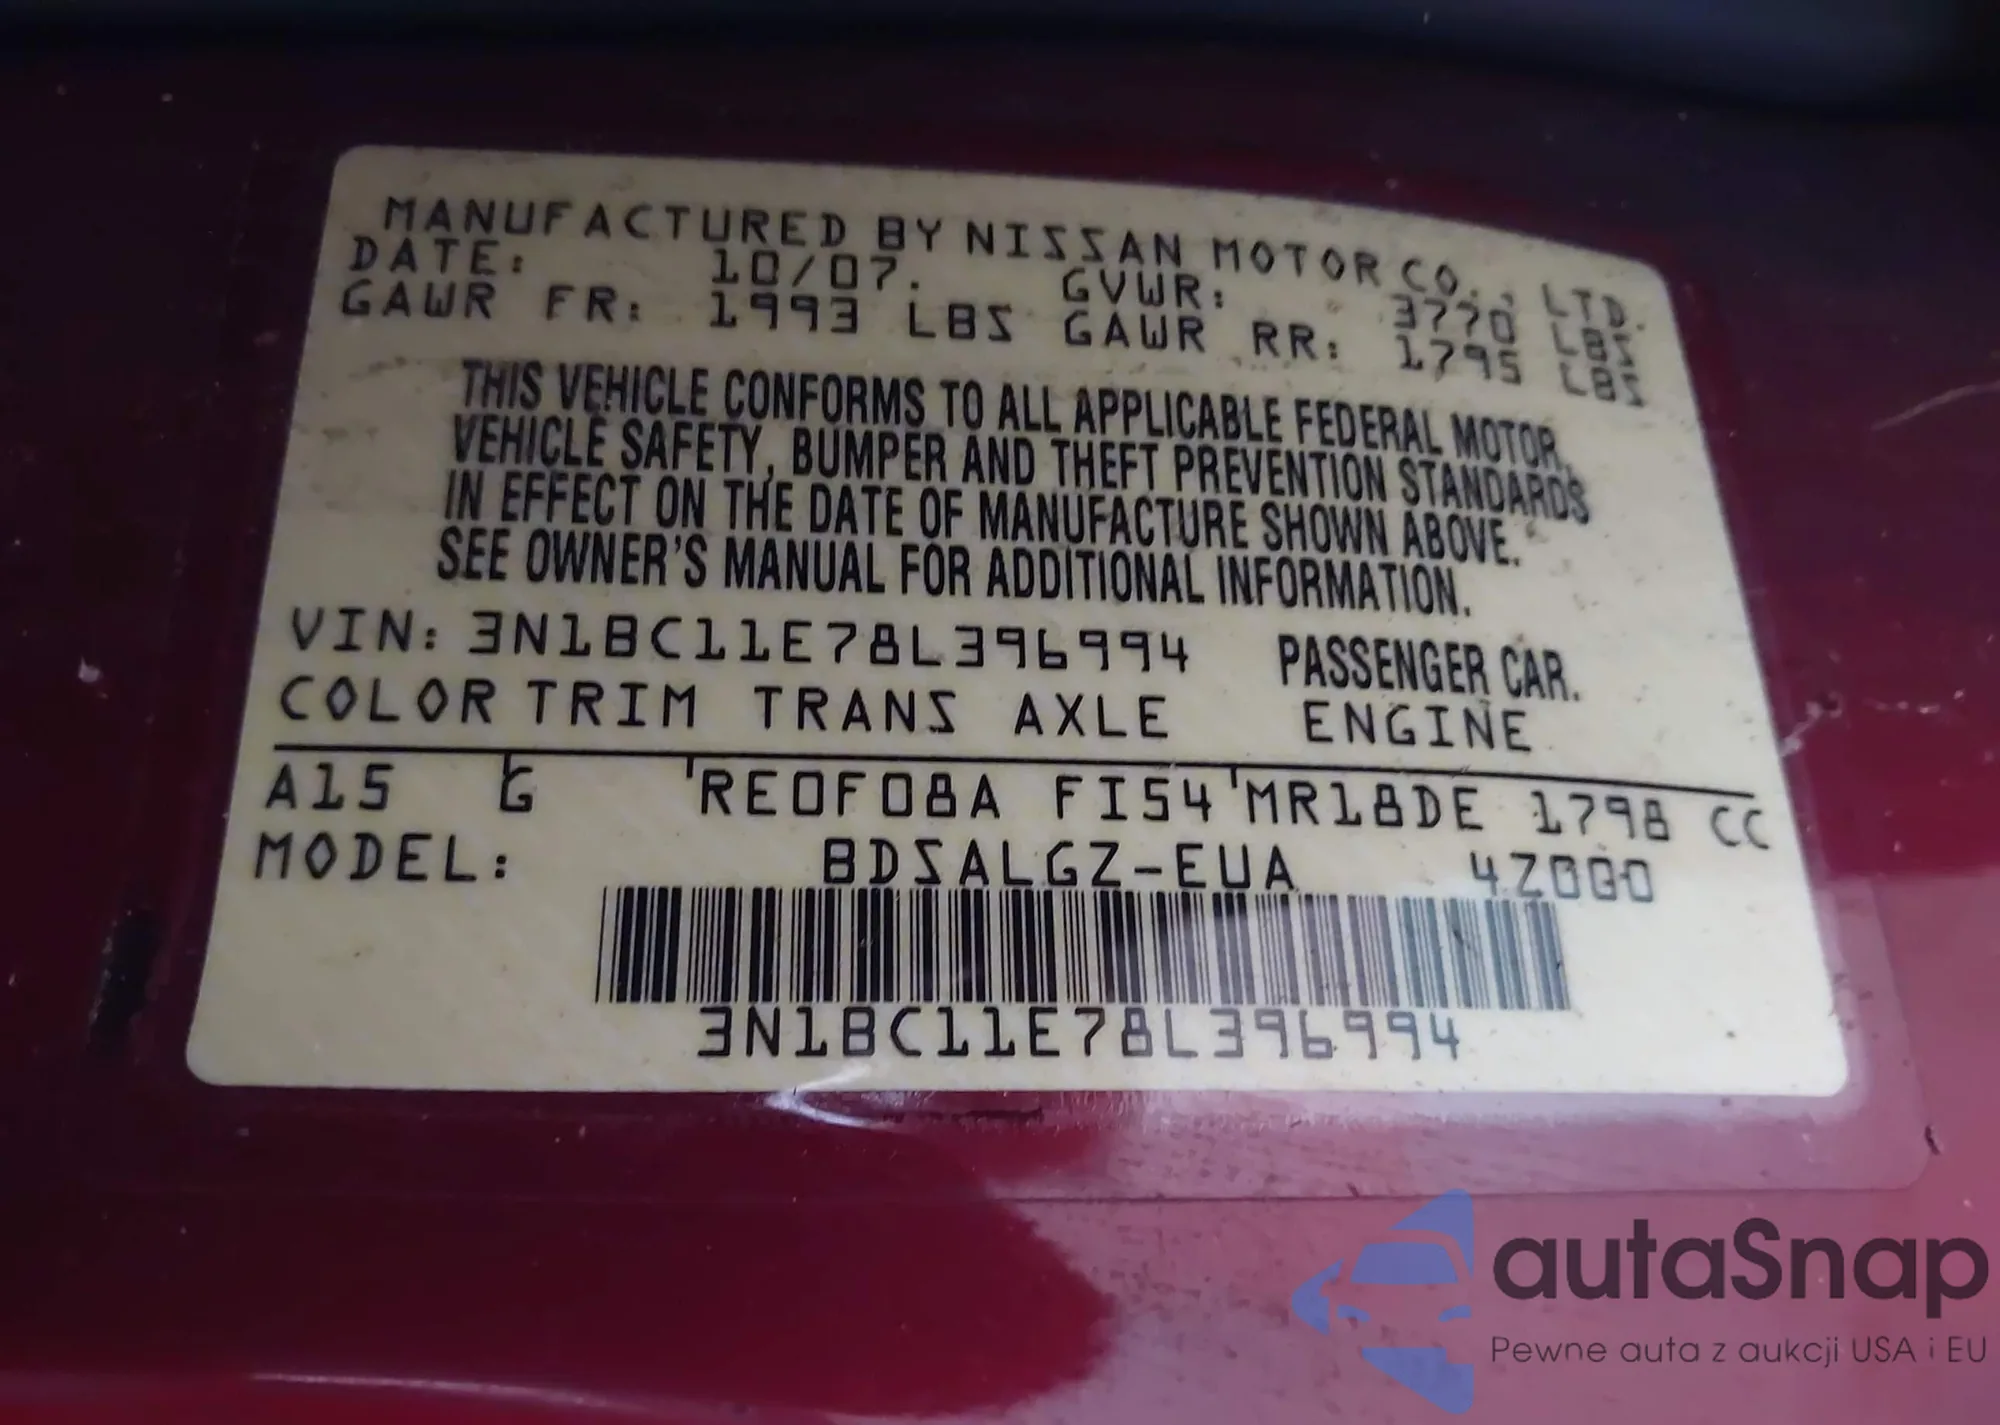 MANUFACTURED BY NISSAN MOTOR CO., LTD.
DATE: 10/07. GVWR: 3770 LBS
GAWR FR: 1993 LBS GAWR RR: 1795 LBS
THIS VEHICLE CONFORMS TO ALL APPLICABLE FEDERAL MOTOR
VEHICLE SAFETY, BUMPER AND THEFT PREVENTION STANDARDS
IN EFFECT ON THE DATE OF MANUFACTURE SHOWN ABOVE.
SEE OWNER'S MANUAL FOR ADDITIONAL INFORMATION.
VIN: 3N1BC11E78L396994 PASSENGER CAR.
COLOR TRIM TRANS AXLE ENGINE
A15 G RE0F08A FI54 MR18DE 1798 CC
MODEL: BDSALGZ-EUA
3N1BC11E78L396994
autaSnap
Pewne auta z aukcji USA i EU